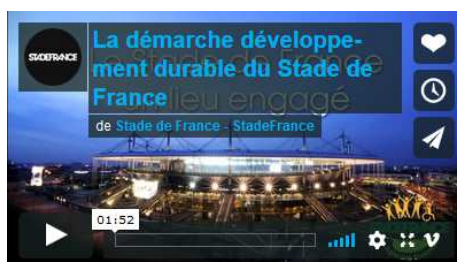 STADEFRANCE
La démarche développe-
ment durable du Stade de
France
un lieu engagé
de Stade de France - StadeFrance
01:52